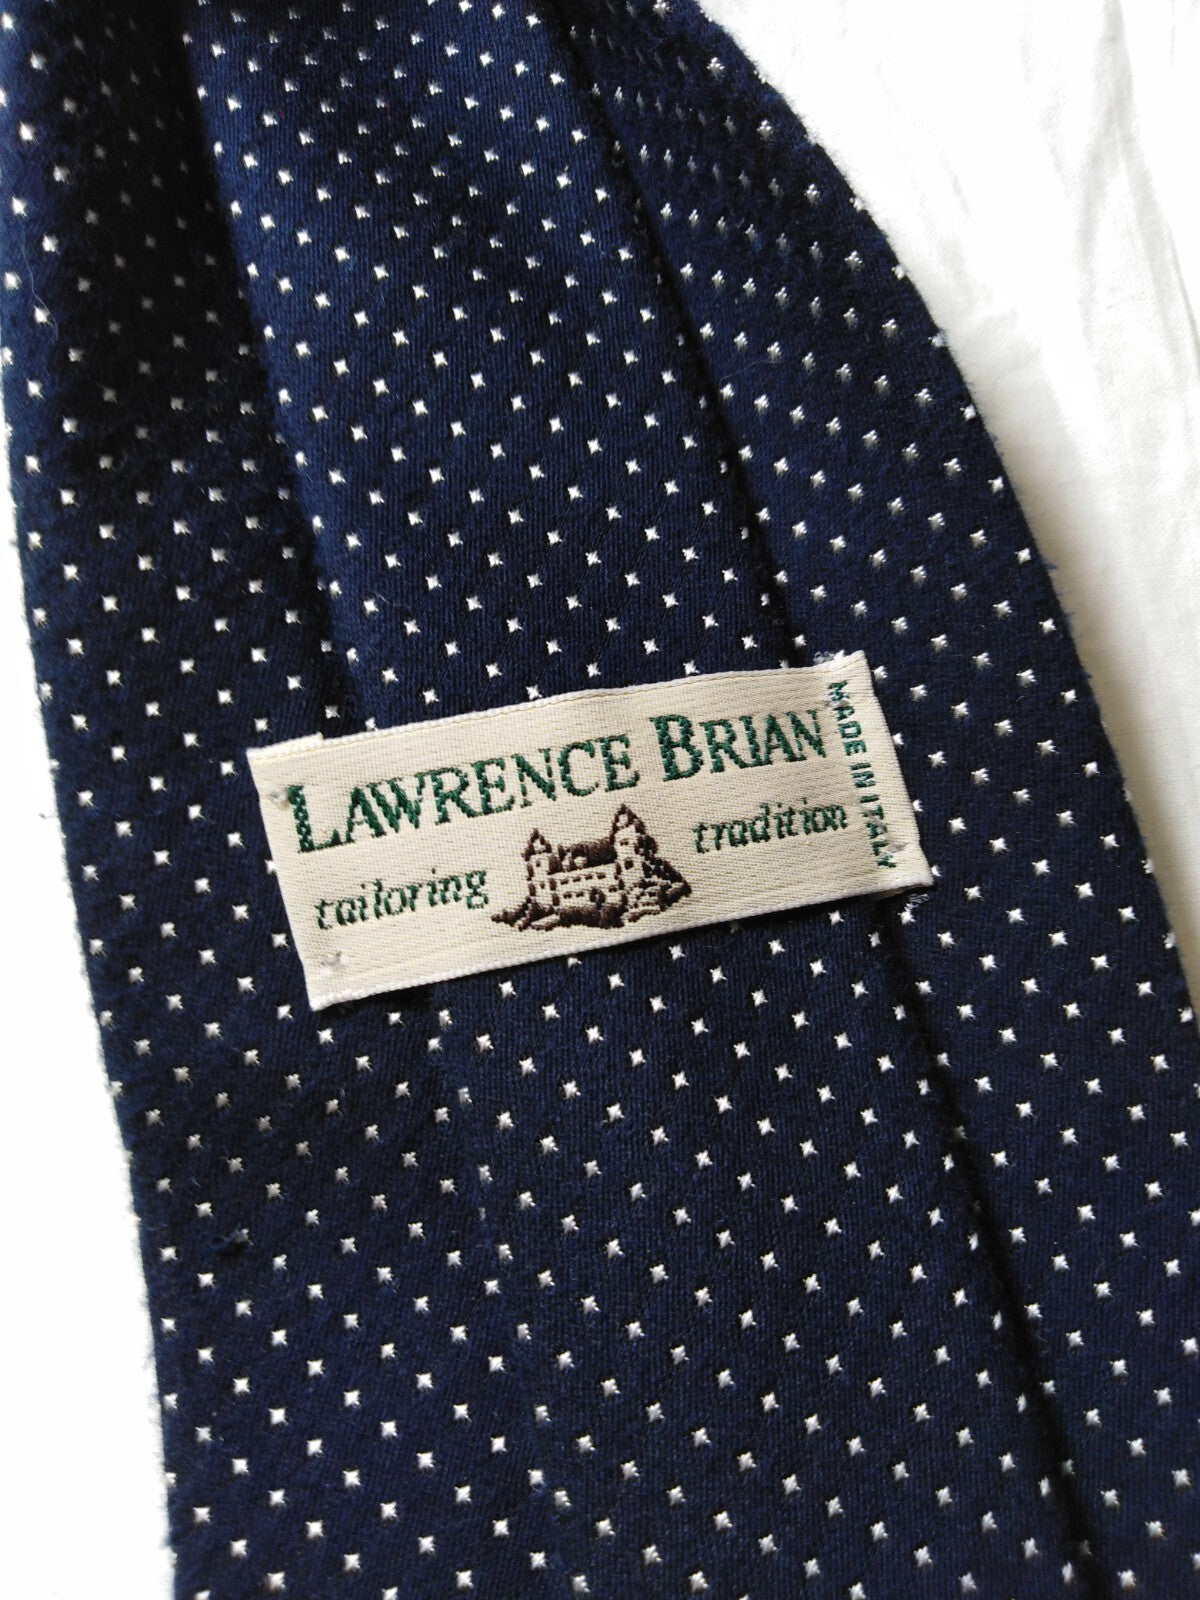 LAWRENCE BRIAN
tailoring tradition
MADE IN ITALY